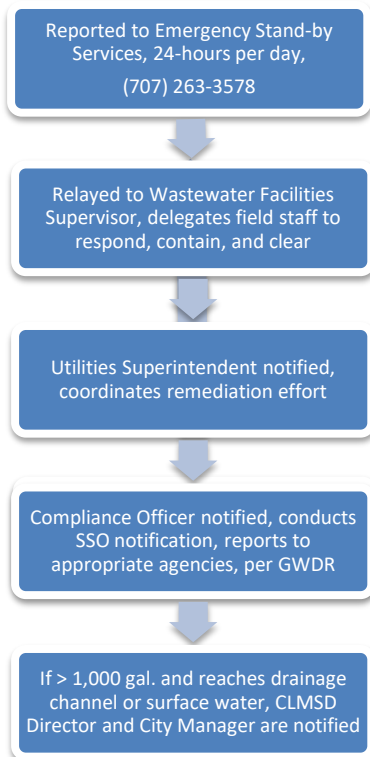 Reported to Emergency Stand-by
Services, 24-hours per day,
(707) 263-3578
Relayed to Wastewater Facilities
Supervisor, delegates field staff to
respond, contain, and clear
Utilities Superintendent notified,
coordinates remediation effort
Compliance Officer notified, conducts
SSO notification, reports to
appropriate agencies, per GWDR
If > 1,000 gal. and reaches drainage
channel or surface water, CLMSD
Director and City Manager are notified